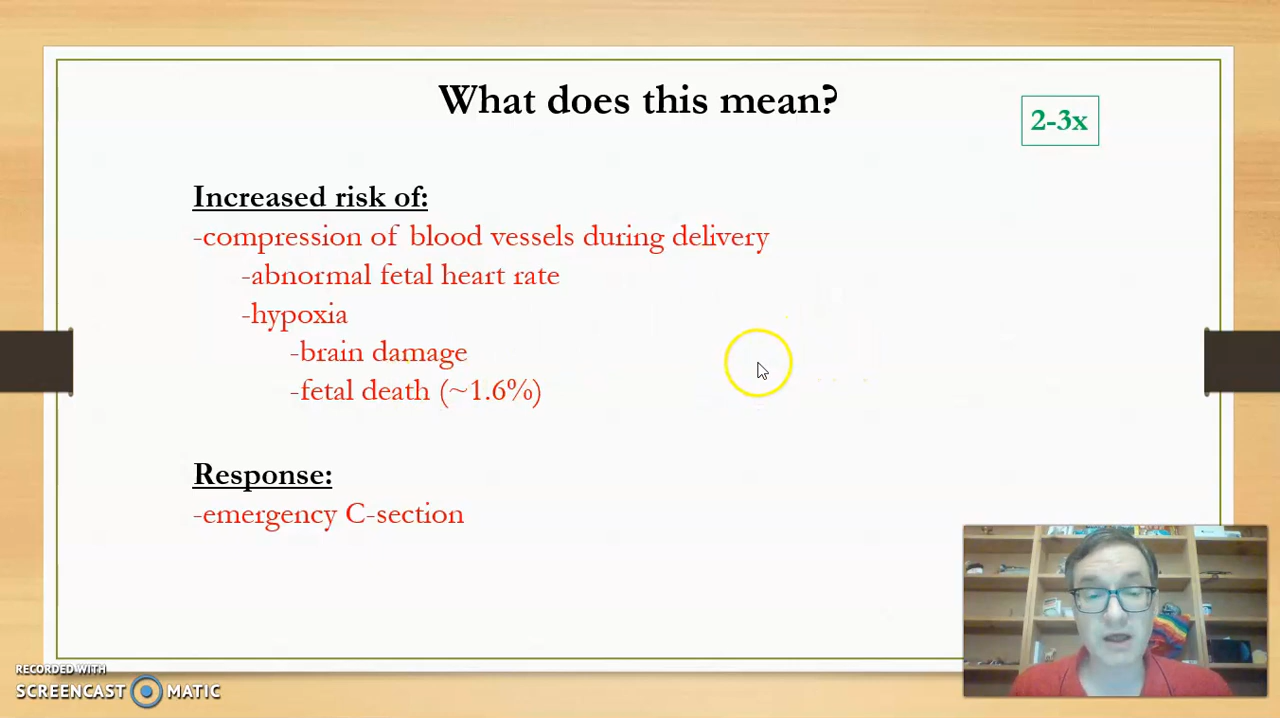 What does this mean?
2-3x
Increased risk of:
-compression of blood vessels during delivery
-abnormal fetal heart rate
-hypoxia
-brain damage
-fetal death (~1.6%)
Response:
-emergency C-section
RECORDED WITH
SCREENCAST MATIC